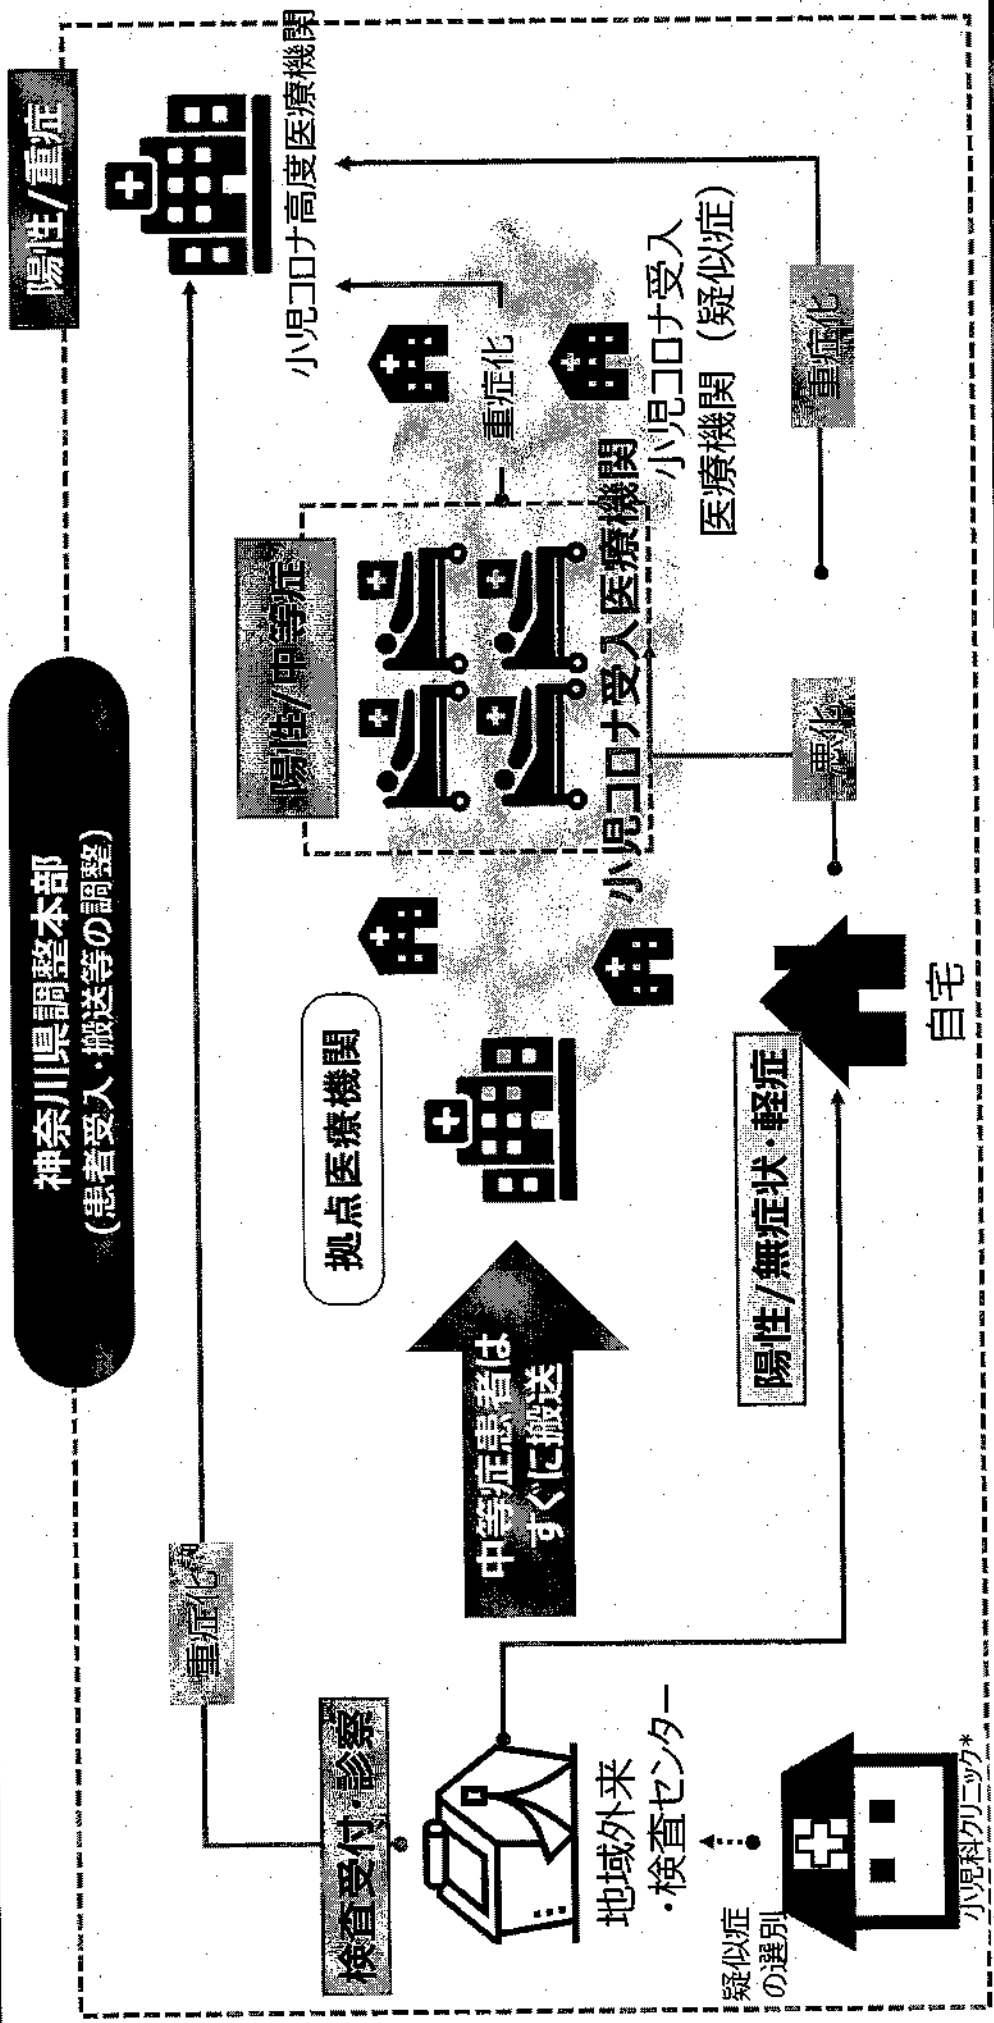 神奈川県調整本部
(患者受入・搬送等の調整)
陽性/重症
重症化
小児コロナ高度医療機関
検査受付・診察
拠点医療機関
陽性/中等症
中等症患者は
すぐに搬送
重症化
小児コロナ受入医療機関
小児コロナ受入
医療機関 (疑似症)
地域外来
・検査センター
疑似症
の選別
小児科クリニック*
陽性/無症状・軽症
自宅
悪化
重症化